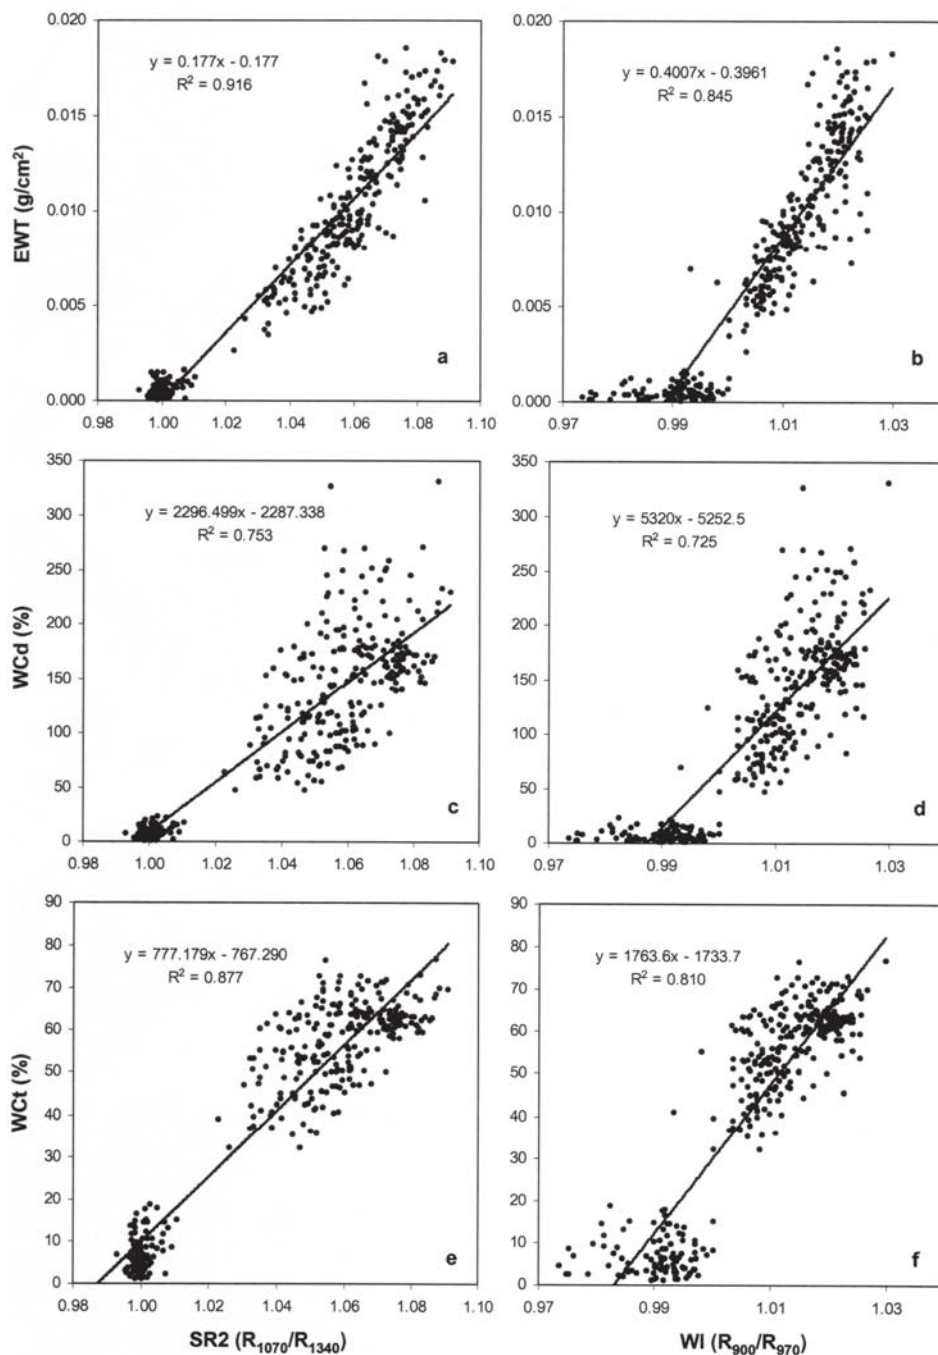 0.020
0.015
0.010
0.005
0.000
EWT (g/cm²)
y = 0.177x - 0.177
R² = 0.916
a
0.98 1.00 1.02 1.04 1.06 1.08 1.10
0.020
0.015
0.010
0.005
0.000
y = 0.4007x - 0.3961
R² = 0.845
b
0.97 0.99 1.01 1.03
350
300
250
200
150
100
50
0
WCd (%)
y = 2296.499x - 2287.338
R² = 0.753
c
0.98 1.00 1.02 1.04 1.06 1.08 1.10
350
300
250
200
150
100
50
0
y = 5320x - 5252.5
R² = 0.725
d
0.97 0.99 1.01 1.03
90
80
70
60
50
40
30
20
10
0
WCt (%)
y = 777.179x - 767.290
R² = 0.877
e
0.98 1.00 1.02 1.04 1.06 1.08 1.10
SR2 (R₁₀₇₀/R₁₃₄₀)
90
80
70
60
50
40
30
20
10
0
y = 1763.6x - 1733.7
R² = 0.810
f
0.97 0.99 1.01 1.03
WI (R₉₀₀/R₉₇₀)